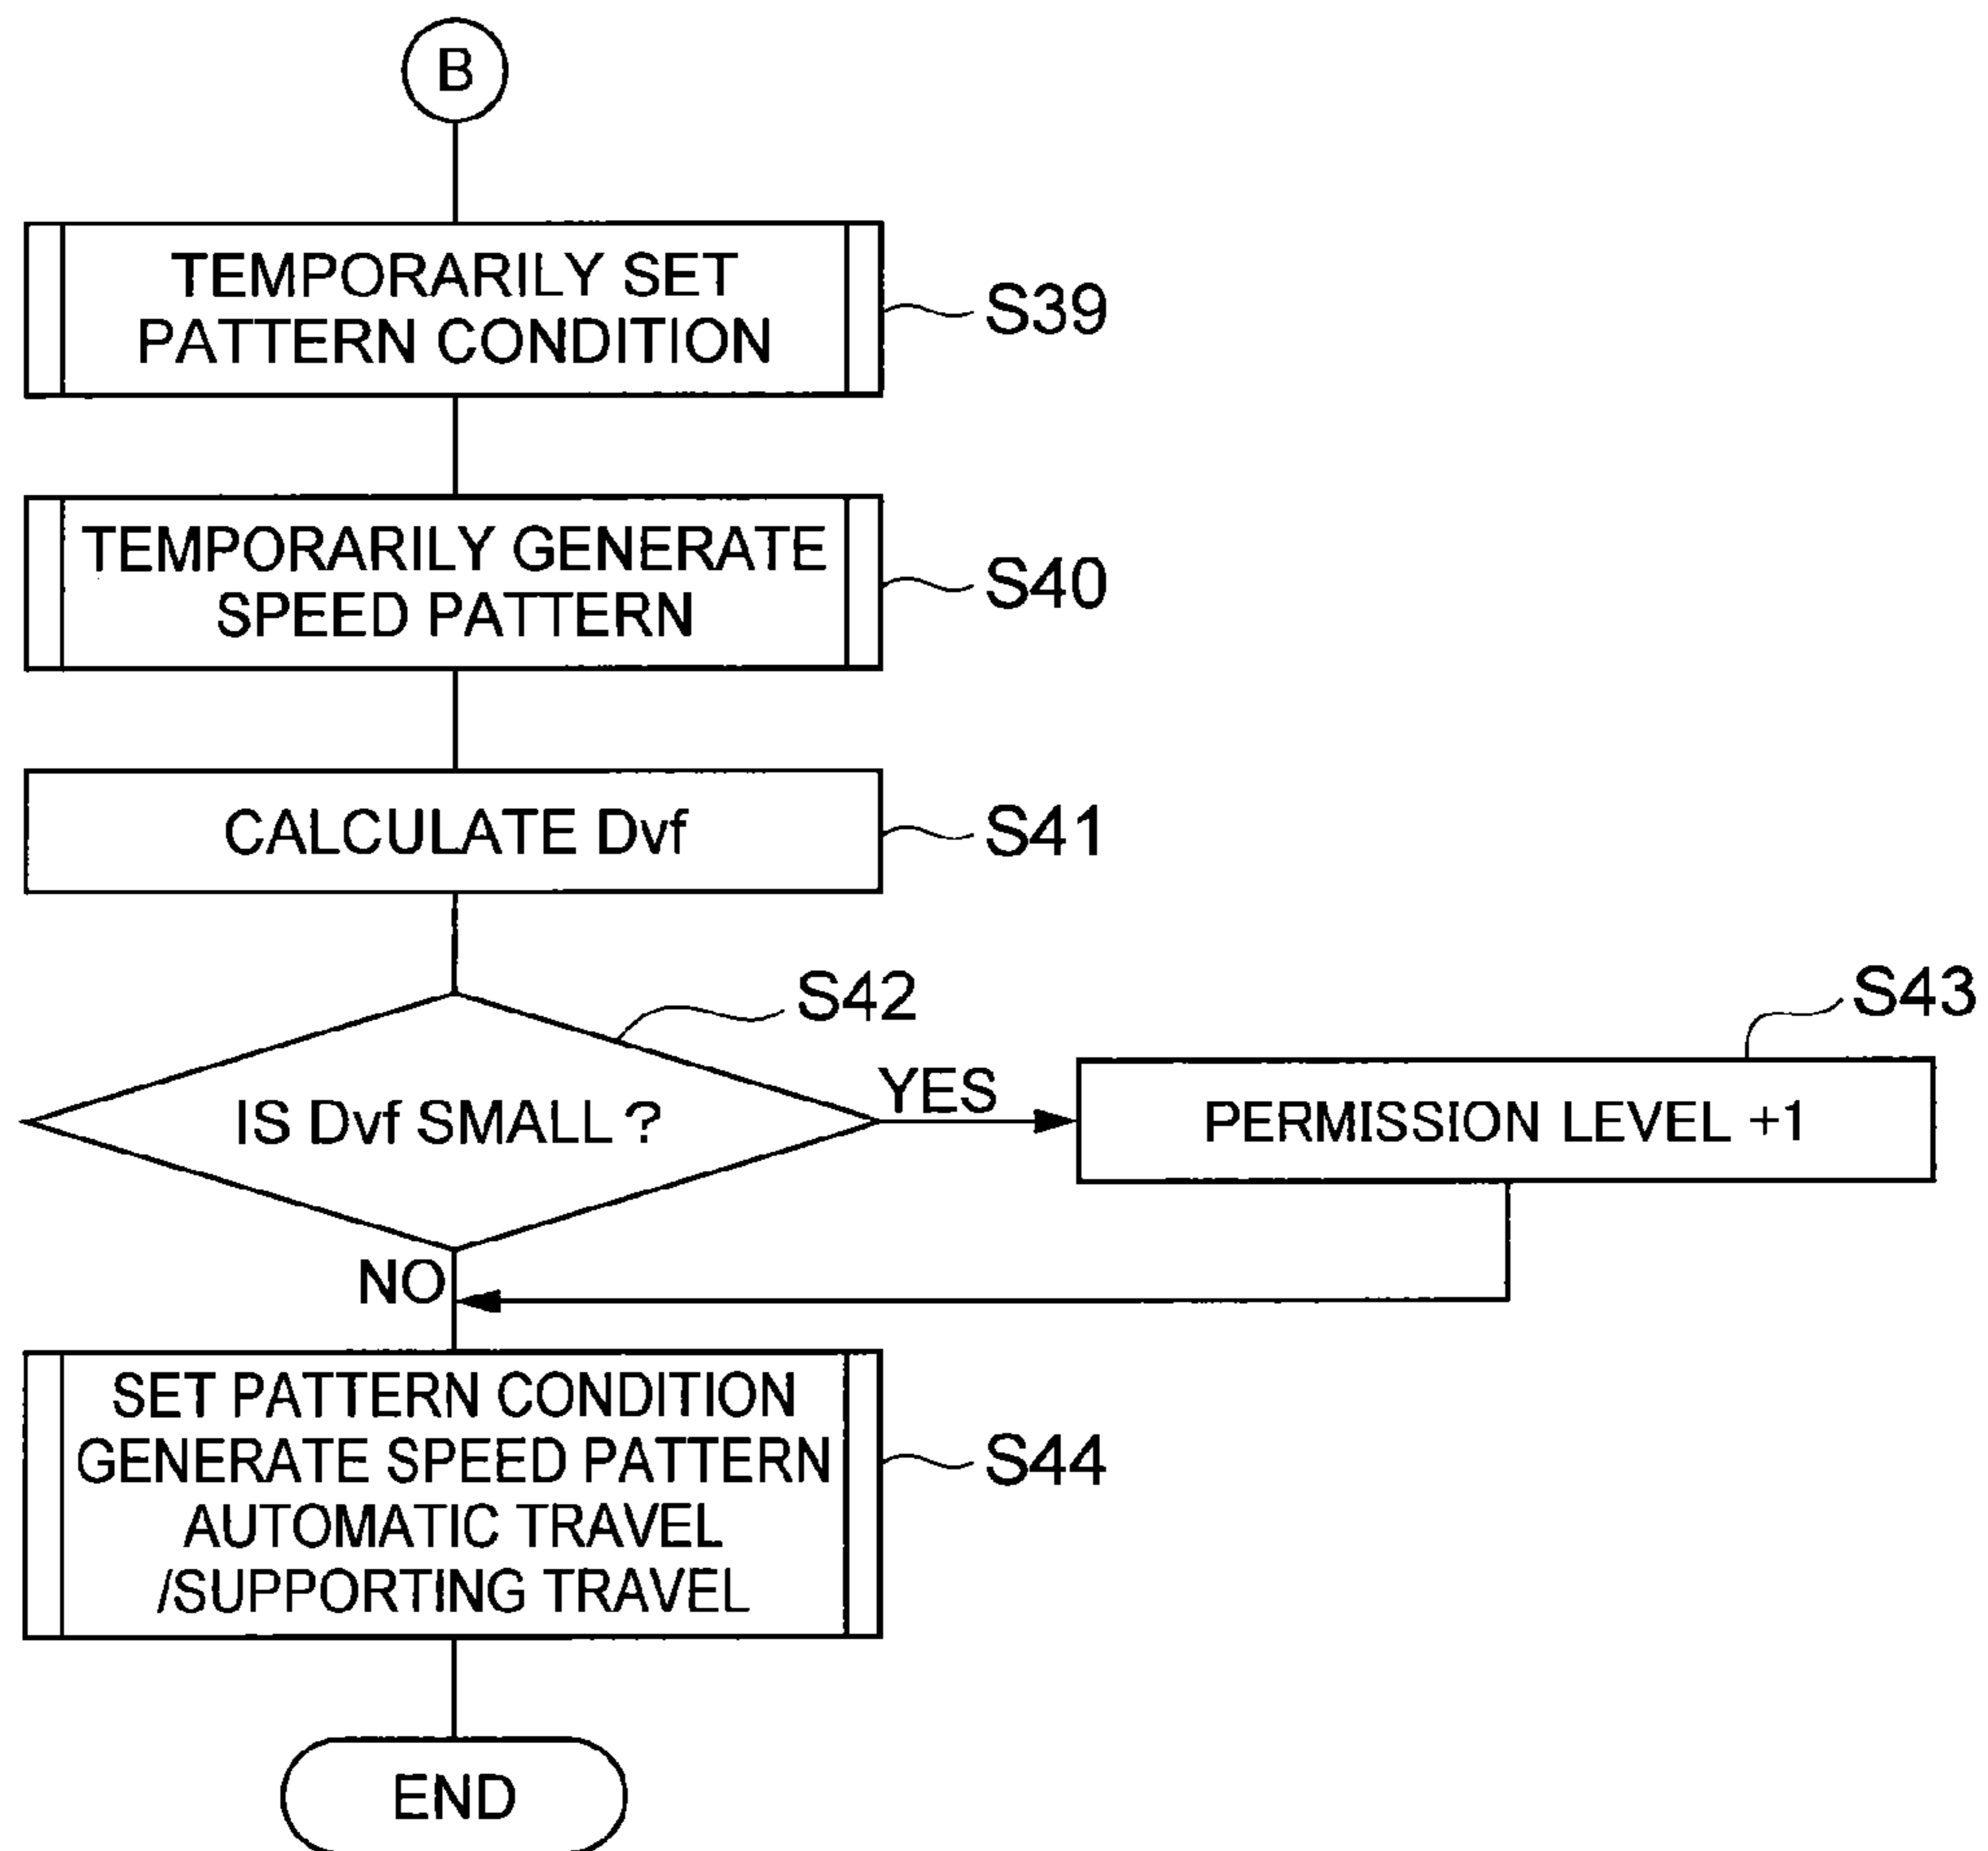 B
TEMPORARILY SET
PATTERN CONDITION
S39
TEMPORARILY GENERATE
SPEED PATTERN
S40
CALCULATE Dvf
S41
S42
IS Dvf SMALL ?
YES
S43
PERMISSION LEVEL +1
NO
SET PATTERN CONDITION
GENERATE SPEED PATTERN
AUTOMATIC TRAVEL
/SUPPORTING TRAVEL
S44
END